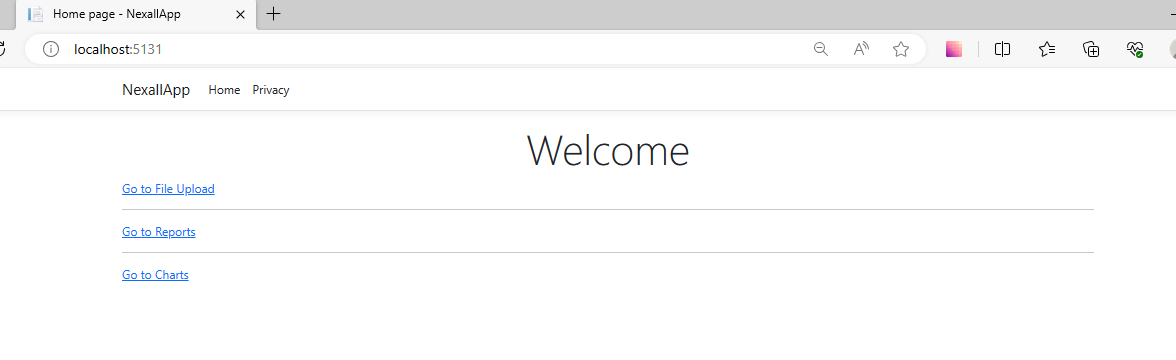 Home page - NexallApp
localhost:5131
NexallApp Home Privacy
Welcome
Go to File Upload
Go to Reports
Go to Charts